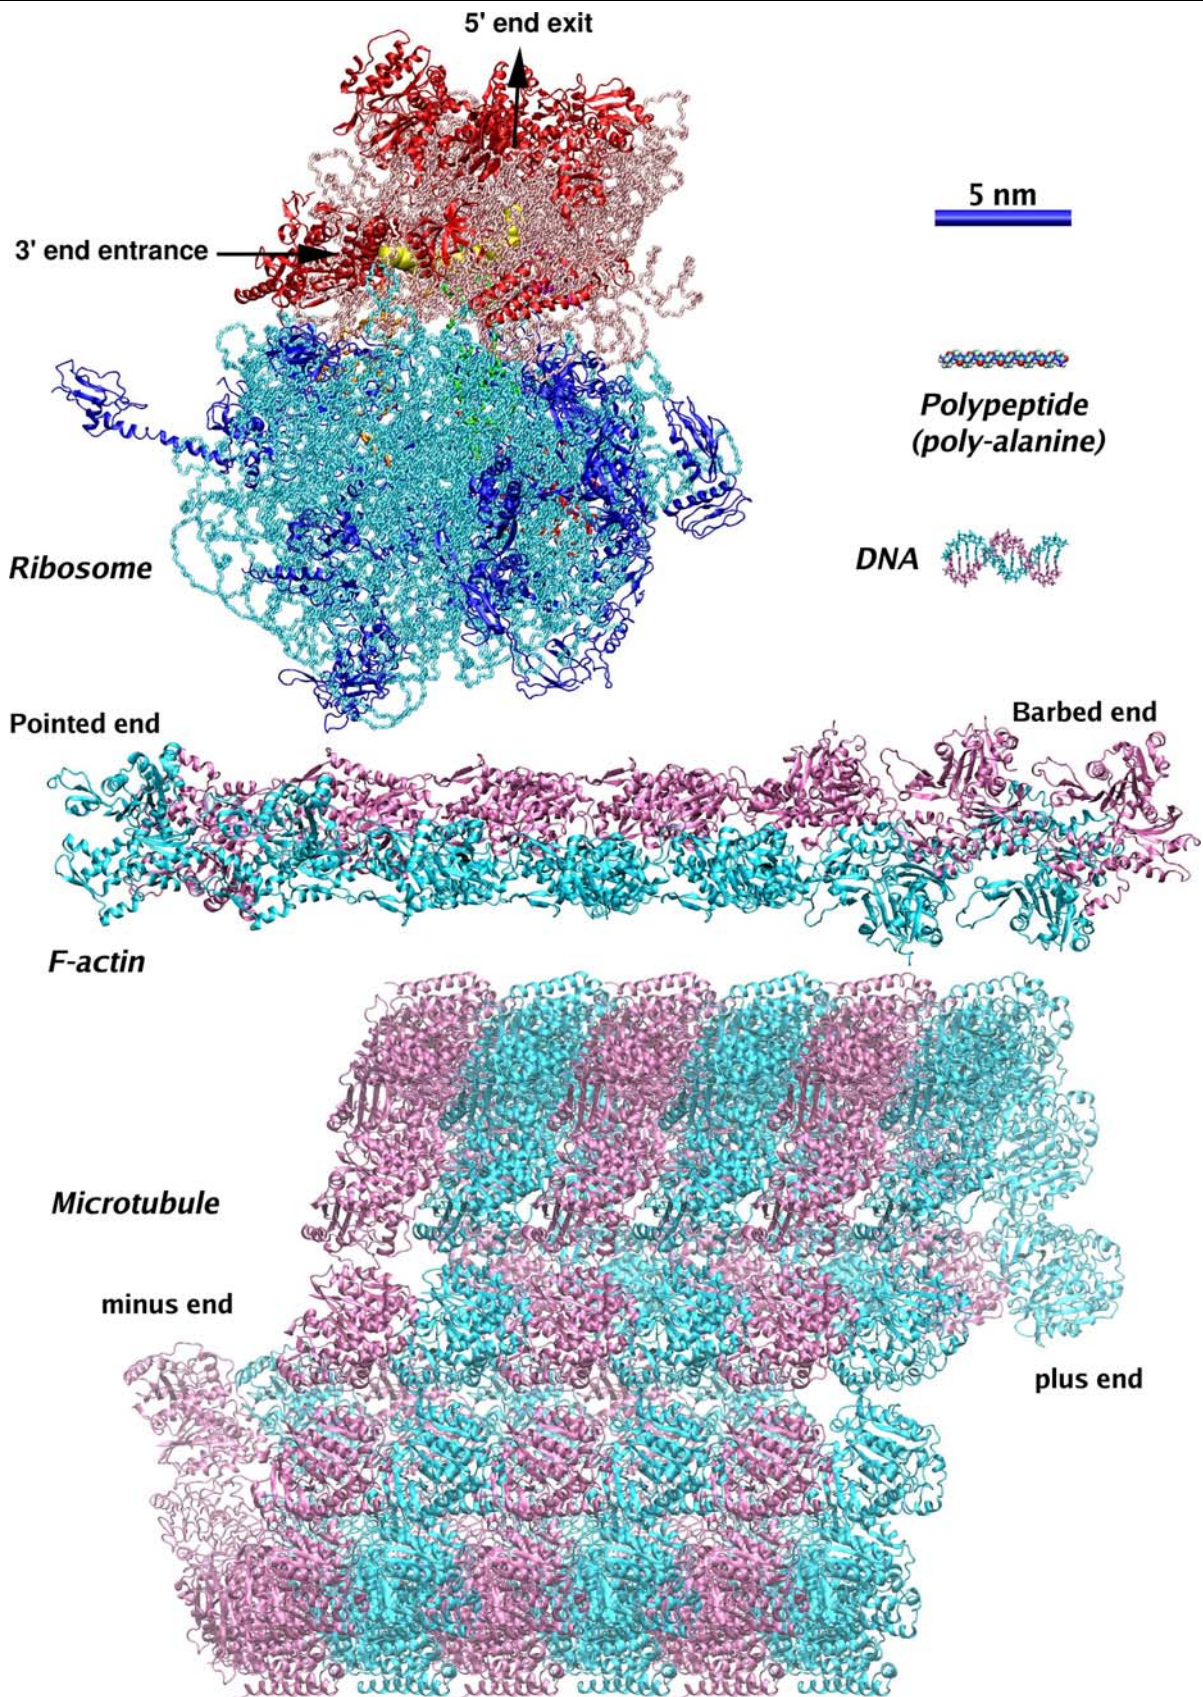 5' end exit
5 nm
3' end entrance
Polypeptide
(poly-alanine)
DNA
Ribosome
Pointed end
Barbed end
F-actin
Microtubule
minus end
plus end